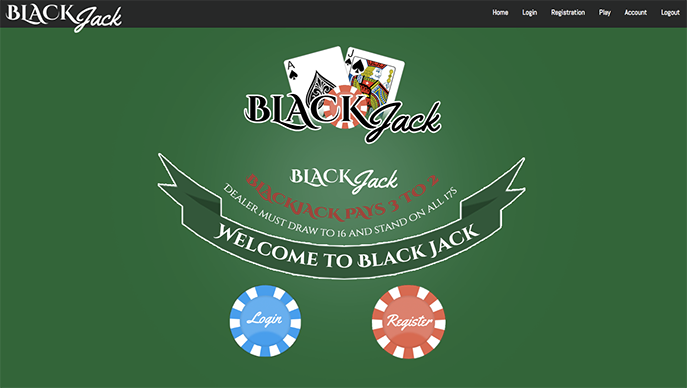 BLACK Jack
Home Login Registration Play Account Logout
A
J
BLACK Jack
BLACK Jack
BLACKJACK PAYS 3 TO 2
DEALER MUST DRAW TO 16 AND STAND ON ALL 17S
WELCOME TO BLACK JACK
Login
Register